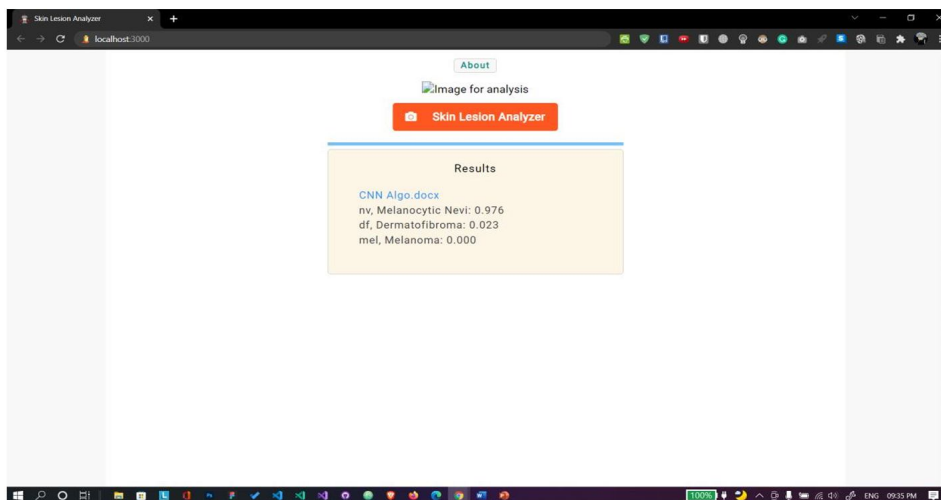 Skin Lesion Analyzer
localhost:3000
About
Image for analysis
Skin Lesion Analyzer
Results
CNN Algo.docx
nv, Melanocytic Nevi: 0.976
df, Dermatofibroma: 0.023
mel, Melanoma: 0.000
100%
ENG
09:35 PM